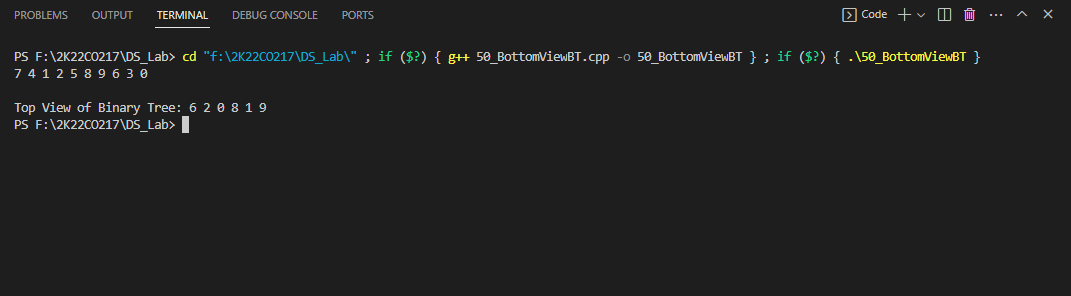 PROBLEMS OUTPUT TERMINAL DEBUG CONSOLE PORTS Code
PS F:\2K22CO217\DS_Lab> cd "f:\2K22CO217\DS_Lab\" ; if ($?) { g++ 50_BottomViewBT.cpp -o 50_BottomViewBT } ; if ($?) { .\50_BottomViewBT }
7 4 1 2 5 8 9 6 3 0
Top View of Binary Tree: 6 2 0 8 1 9
PS F:\2K22CO217\DS_Lab>